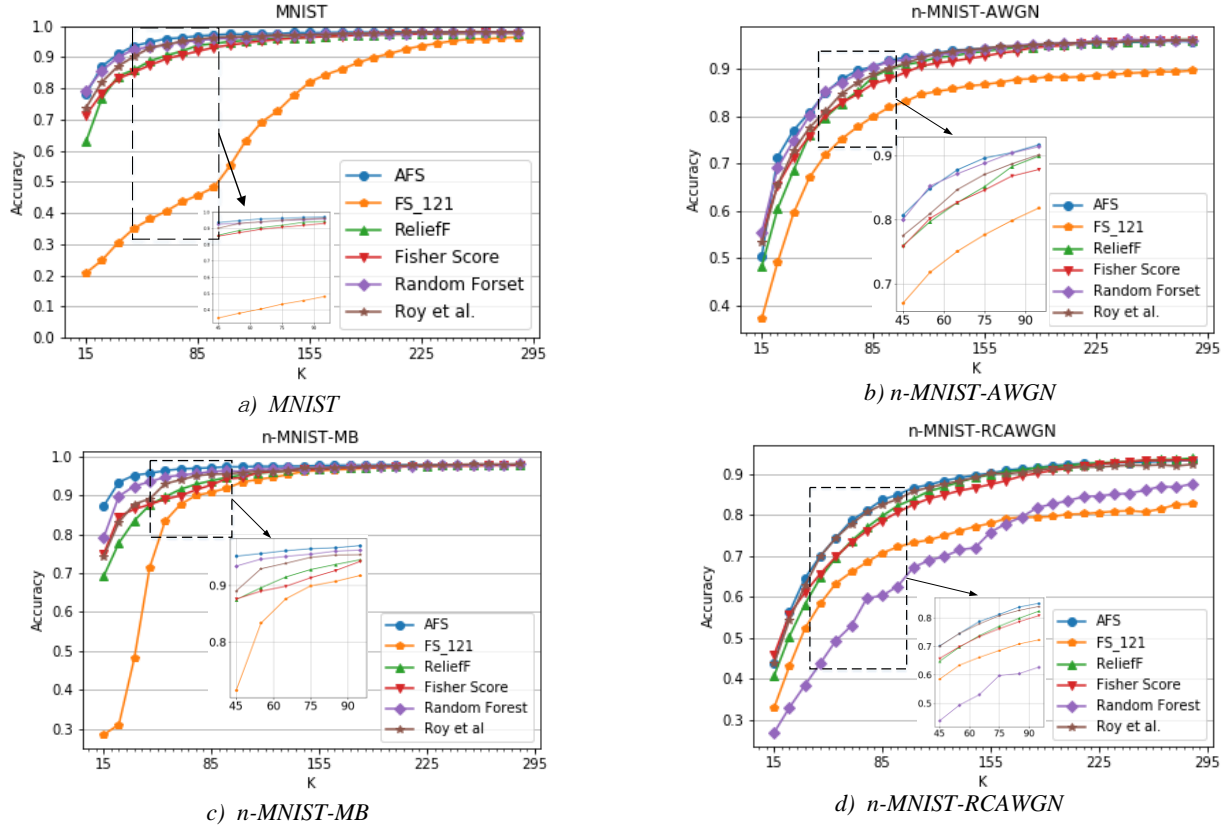 MNIST
1.0
0.9
0.8
0.7
0.6
0.5
0.4
0.3
0.2
0.1
0.0
Accuracy
15 85 155 225 295
K
AFS
FS_121
ReliefF
Fisher Score
Random Forset
Roy et al.
a) MNIST
n-MNIST-AWGN
0.9
0.8
0.7
0.6
0.5
0.4
Accuracy
15 85 155 225 295
K
0.9
0.8
0.7
45 60 75 90
AFS
FS_121
ReliefF
Fisher Score
Random Forset
Roy et al.
b) n-MNIST-AWGN
n-MNIST-MB
1.0
0.9
0.8
0.7
0.6
0.5
0.4
0.3
Accuracy
15 85 155 225 295
K
0.9
0.8
45 60 75 90
AFS
FS_121
ReliefF
Fisher Score
Random Forest
Roy et al
c) n-MNIST-MB
n-MNIST-RCAWGN
0.9
0.8
0.7
0.6
0.5
0.4
0.3
Accuracy
15 85 155 225 295
K
0.8
0.7
0.6
0.5
45 60 75 90
AFS
FS_121
ReliefF
Fisher Score
Random Forest
Roy et al.
d) n-MNIST-RCAWGN